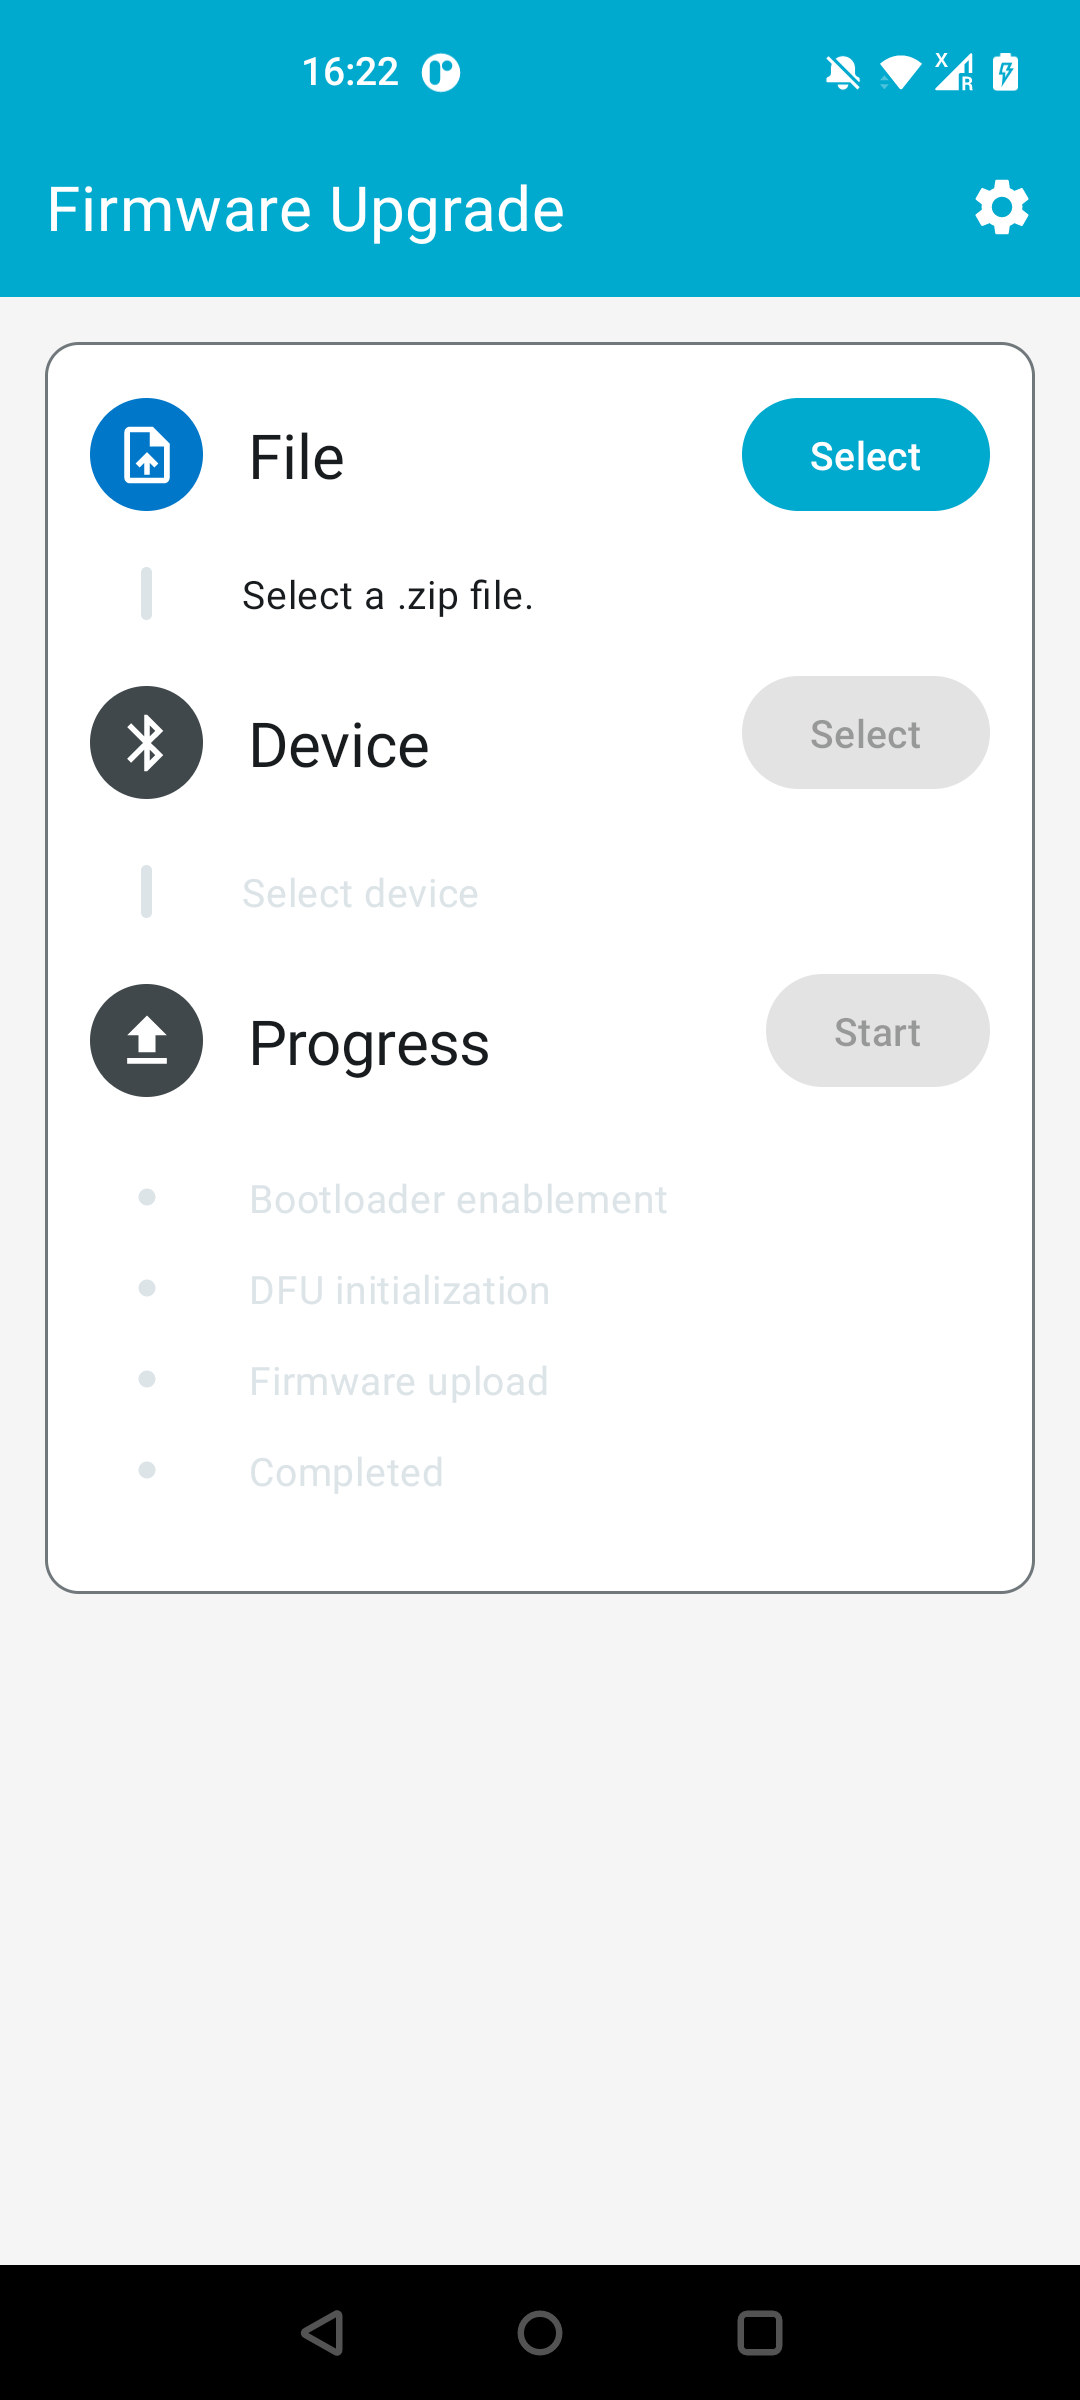 16:22
Firmware Upgrade
File
Select
Select a .zip file.
Device
Select
Select device
Progress
Start
Bootloader enablement
DFU initialization
Firmware upload
Completed